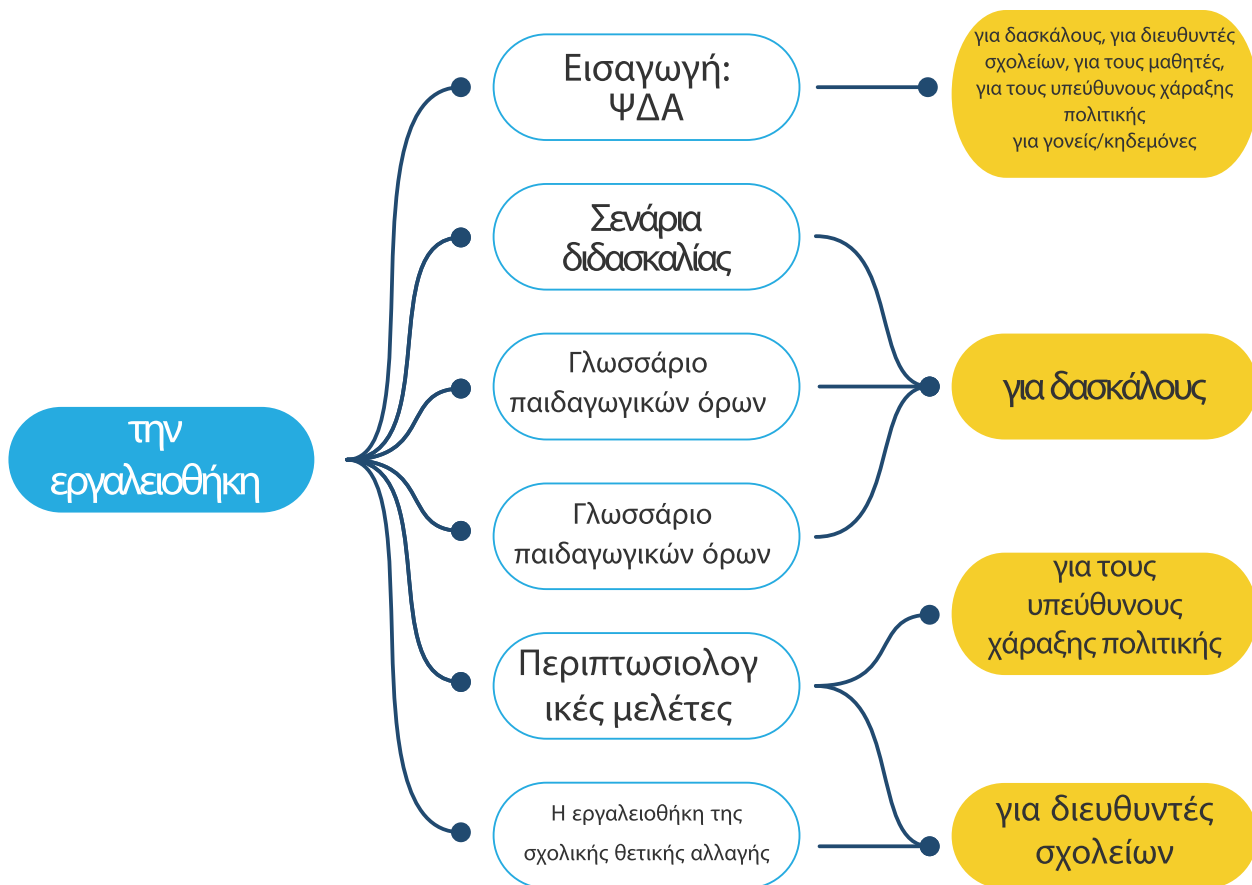 την
εργαλειοθήκη
Εισαγωγή:
ΨΔΑ
Σενάρια
διδασκαλίας
Γλωσσάριο
παιδαγωγικών όρων
Γλωσσάριο
παιδαγωγικών όρων
Περιπτωσιολογ
ικές μελέτες
Η εργαλειοθήκη της
σχολικής θετικής αλλαγής
για δασκάλους, για διευθυντές
σχολείων, για τους μαθητές,
για τους υπεύθυνους χάραξης
πολιτικής
για γονείς/κηδεμόνες
για δασκάλους
για τους
υπεύθυνους
χάραξης πολιτικής
για διευθυντές
σχολείων